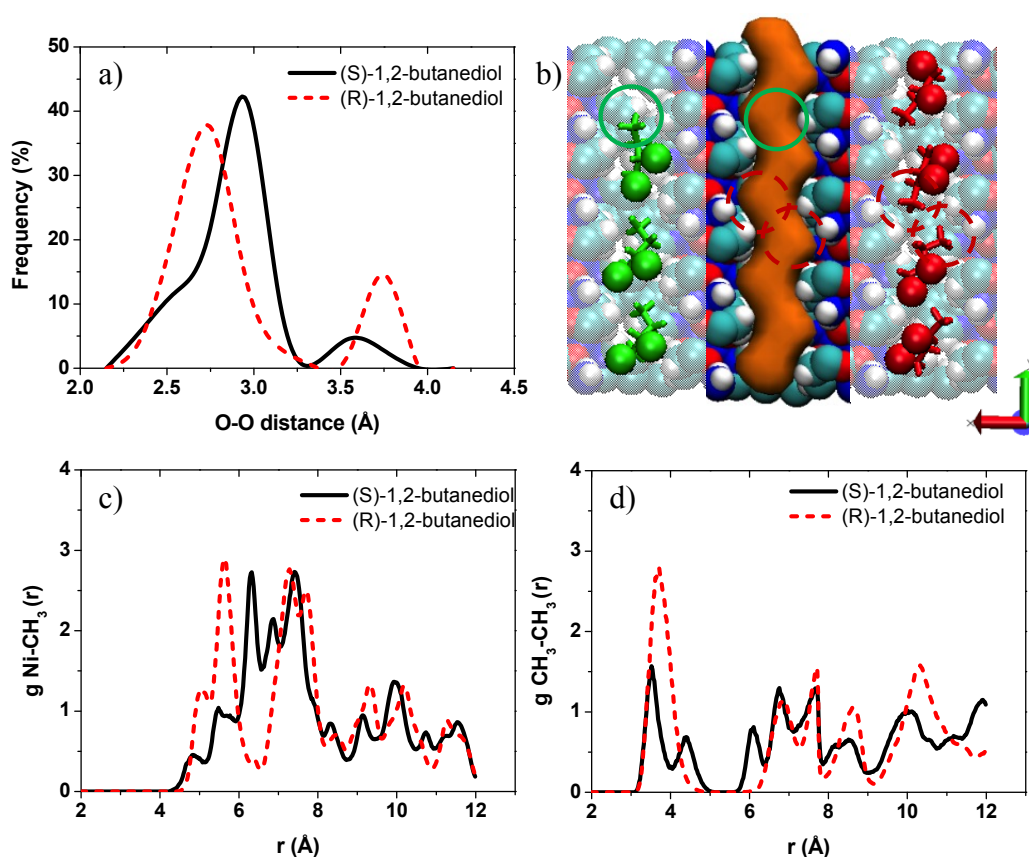 a)
(S)-1,2-butanediol
(R)-1,2-butanediol
Frequency (%)
50
40
30
20
10
0
2.0 2.5 3.0 3.5 4.0 4.5
O-O distance (Å)
b)
x
c)
(S)-1,2-butanediol
(R)-1,2-butanediol
g Ni-CH₃ (r)
4
3
2
1
0
2 4 6 8 10 12
r (Å)
d)
(S)-1,2-butanediol
(R)-1,2-butanediol
g CH₃-CH₃ (r)
4
3
2
1
0
2 4 6 8 10 12
r (Å)